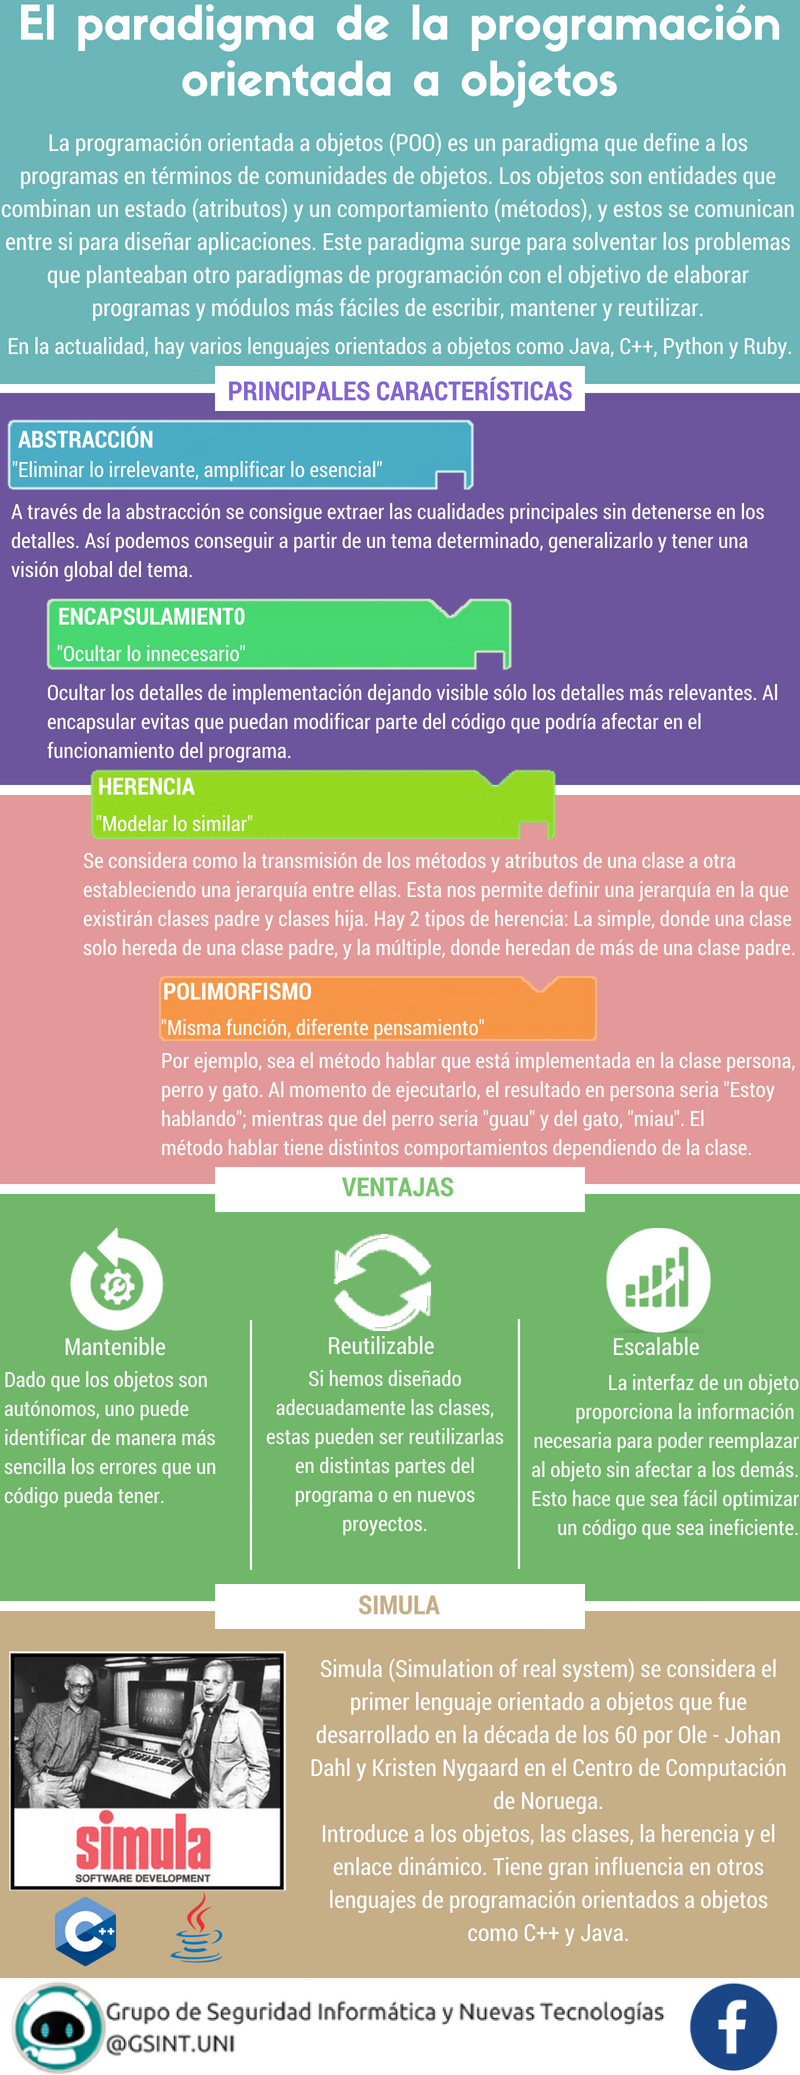 El paradigma de la programación
orientada a objetos
La programación orientada a objetos (POO) es un paradigma que define a los
programas en términos de comunidades de objetos. Los objetos son entidades que
combinan un estado (atributos) y un comportamiento (métodos), y estos se comunican
entre si para diseñar aplicaciones. Este paradigma surge para solventar los problemas
que planteaban otro paradigmas de programación con el objetivo de elaborar
programas y módulos más fáciles de escribir, mantener y reutilizar.
En la actualidad, hay varios lenguajes orientados a objetos como Java, C++, Python y Ruby.
PRINCIPALES CARACTERÍSTICAS
ABSTRACCIÓN
"Eliminar lo irrelevante, amplificar lo esencial"
A través de la abstracción se consigue extraer las cualidades principales sin detenerse en los
detalles. Así podemos conseguir a partir de un tema determinado, generalizarlo y tener una
visión global del tema.
ENCAPSULAMIENTO
"Ocultar lo innecesario"
Ocultar los detalles de implementación dejando visible sólo los detalles más relevantes. Al
encapsular evitas que puedan modificar parte del código que podría afectar en el
funcionamiento del programa.
HERENCIA
"Modelar lo similar"
Se considera como la transmisión de los métodos y atributos de una clase a otra
estableciendo una jerarquía entre ellas. Esta nos permite definir una jerarquía en la que
existirán clases padre y clases hija. Hay 2 tipos de herencia: La simple, donde una clase
solo hereda de una clase padre, y la múltiple, donde heredan de más de una clase padre.
POLIMORFISMO
"Misma función, diferente pensamiento"
Por ejemplo, sea el método hablar que está implementada en la clase persona,
perro y gato. Al momento de ejecutarlo, el resultado en persona seria "Estoy
hablando"; mientras que del perro seria "guau" y del gato, "miau". El
método hablar tiene distintos comportamientos dependiendo de la clase.
VENTAJAS
Mantenible
Dado que los objetos son
autónomos, uno puede
identificar de manera más
sencilla los errores que un
código pueda tener.
Reutilizable
Si hemos diseñado
adecuadamente las clases,
estas pueden ser reutilizarlas
en distintas partes del
programa o en nuevos
proyectos.
Escalable
La interfaz de un objeto
proporciona la información
necesaria para poder reemplazar
al objeto sin afectar a los demás.
Esto hace que sea fácil optimizar
un código que sea ineficiente.
SIMULA
simula
SOFTWARE DEVELOPMENT
C++
Simula (Simulation of real system) se considera el
primer lenguaje orientado a objetos que fue
desarrollado en la década de los 60 por Ole - Johan
Dahl y Kristen Nygaard en el Centro de Computación
de Noruega.
Introduce a los objetos, las clases, la herencia y el
enlace dinámico. Tiene gran influencia en otros
lenguajes de programación orientados a objetos
como C++ y Java.
Grupo de Seguridad Informática y Nuevas Tecnologías
@GSINT.UNI
f